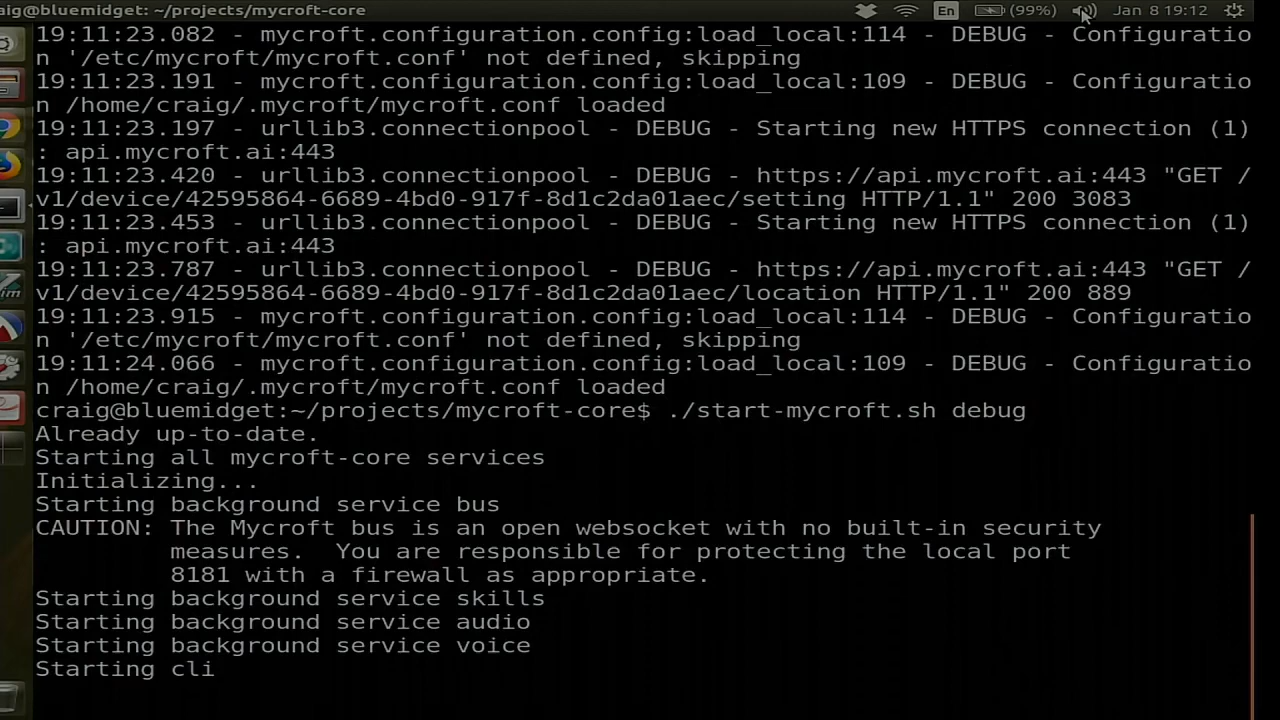 aig@bluemidget: ~/projects/mycroft-core En (99%) Jan 8 19:12
19:11:23.082 - mycroft.configuration.config:load_local:114 - DEBUG - Configuratio
n '/etc/mycroft/mycroft.conf' not defined, skipping
19:11:23.191 - mycroft.configuration.config:load_local:109 - DEBUG - Configuratio
n /home/craig/.mycroft/mycroft.conf loaded
19:11:23.197 - urllib3.connectionpool - DEBUG - Starting new HTTPS connection (1)
: api.mycroft.ai:443
19:11:23.420 - urllib3.connectionpool - DEBUG - https://api.mycroft.ai:443 "GET /
v1/device/42595864-6689-4bd0-917f-8d1c2da01aec/setting HTTP/1.1" 200 3083
19:11:23.453 - urllib3.connectionpool - DEBUG - Starting new HTTPS connection (1)
: api.mycroft.ai:443
19:11:23.787 - urllib3.connectionpool - DEBUG - https://api.mycroft.ai:443 "GET /
v1/device/42595864-6689-4bd0-917f-8d1c2da01aec/location HTTP/1.1" 200 889
19:11:23.915 - mycroft.configuration.config:load_local:114 - DEBUG - Configuratio
n '/etc/mycroft/mycroft.conf' not defined, skipping
19:11:24.066 - mycroft.configuration.config:load_local:109 - DEBUG - Configuratio
n /home/craig/.mycroft/mycroft.conf loaded
craig@bluemidget:~/projects/mycroft-core$ ./start-mycroft.sh debug
Already up-to-date.
Starting all mycroft-core services
Initializing...
Starting background service bus
CAUTION: The Mycroft bus is an open websocket with no built-in security
measures.  You are responsible for protecting the local port
8181 with a firewall as appropriate.
Starting background service skills
Starting background service audio
Starting background service voice
Starting cli